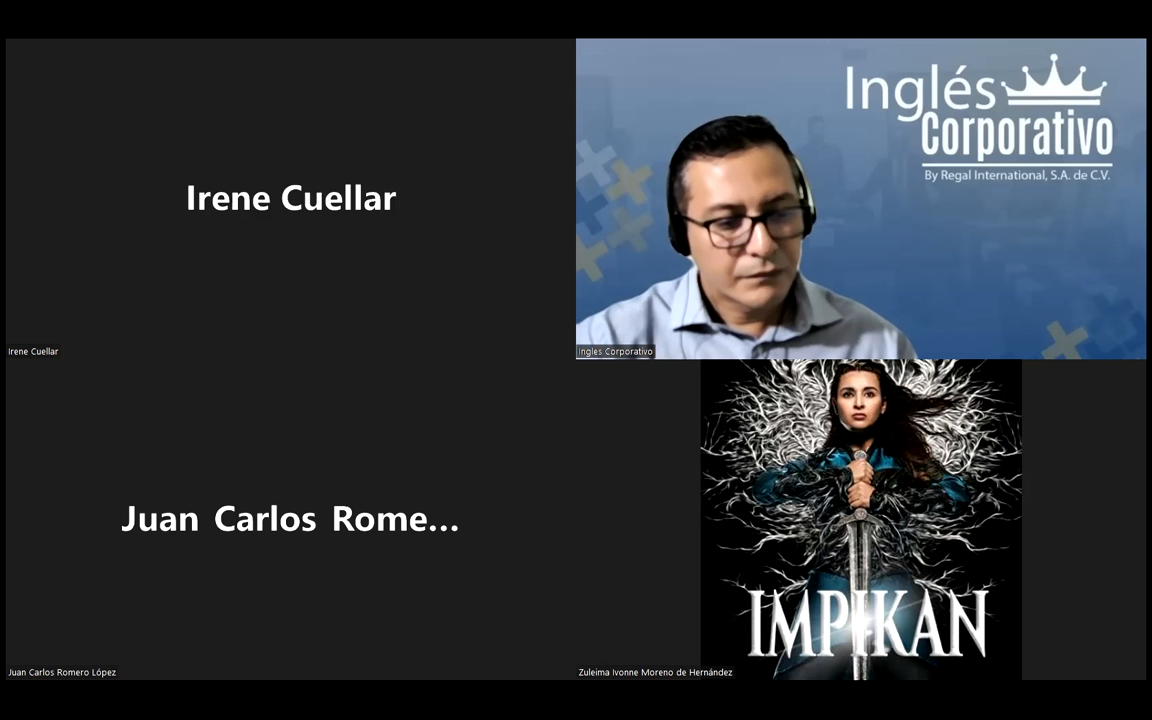 Irene Cuellar
Irene Cuellar
Inglés
Corporativo
By Regal International, S.A. de C.V.
Ingles Corporativo
Juan Carlos Rome...
Juan Carlos Romero López
IMPIKAN
Zuleima Ivonne Moreno de Hernández